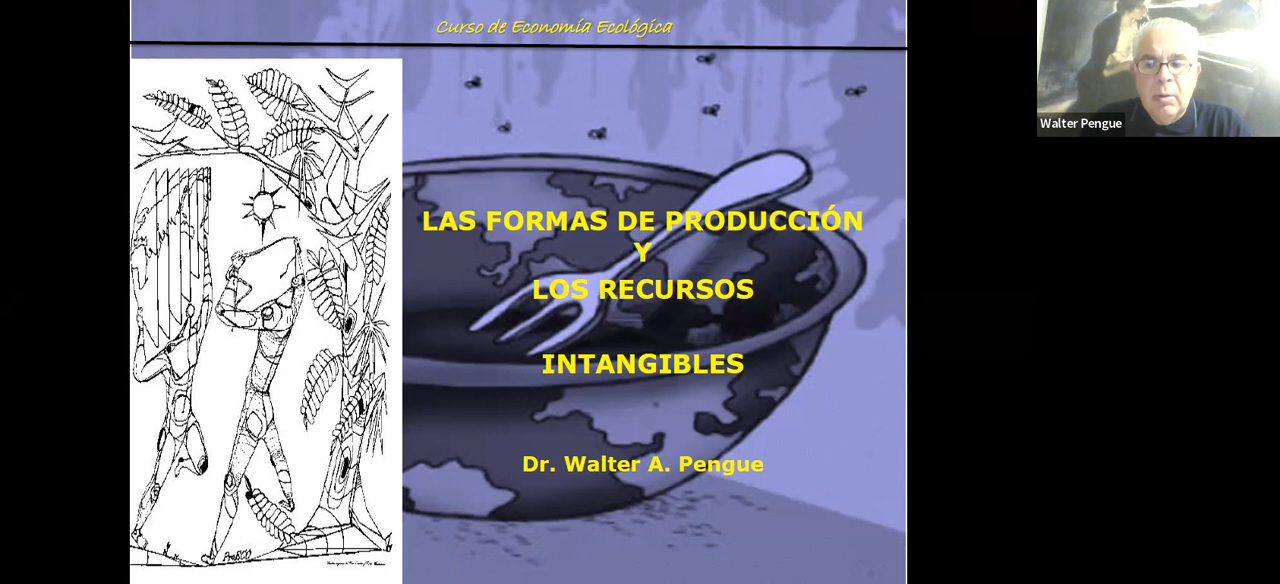 Curso de Economía Ecológica
Walter Pengue
LAS FORMAS DE PRODUCCIÓN
Y
LOS RECURSOS
INTANGIBLES
Dr. Walter A. Pengue